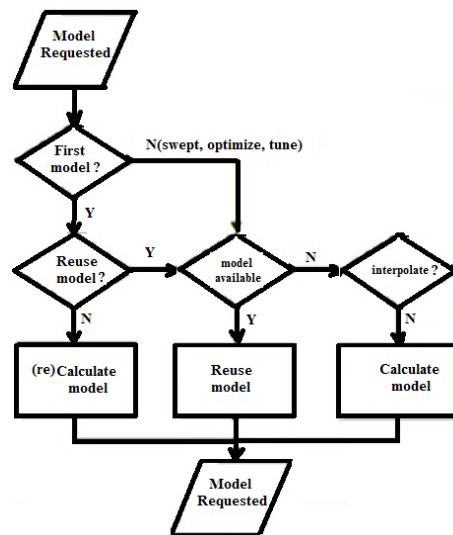 Model
Requested
First
model ?
N(swept, optimize, tune)
Y
Reuse
model ?
Y
model
available
N
interpolate ?
N
Y
N
(re)Calculate
model
Reuse
model
Calculate
model
Model
Requested